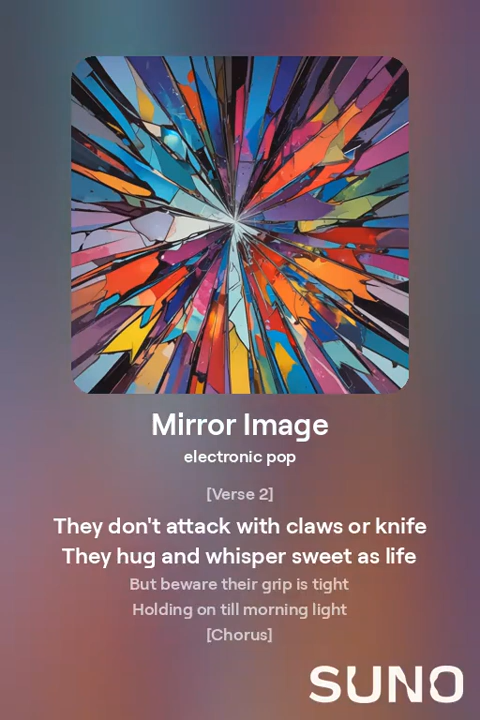 Mirror Image
electronic pop
[Verse 2]
They don't attack with claws or knife
They hug and whisper sweet as life
But beware their grip is tight
Holding on till morning light
[Chorus]
SUNO